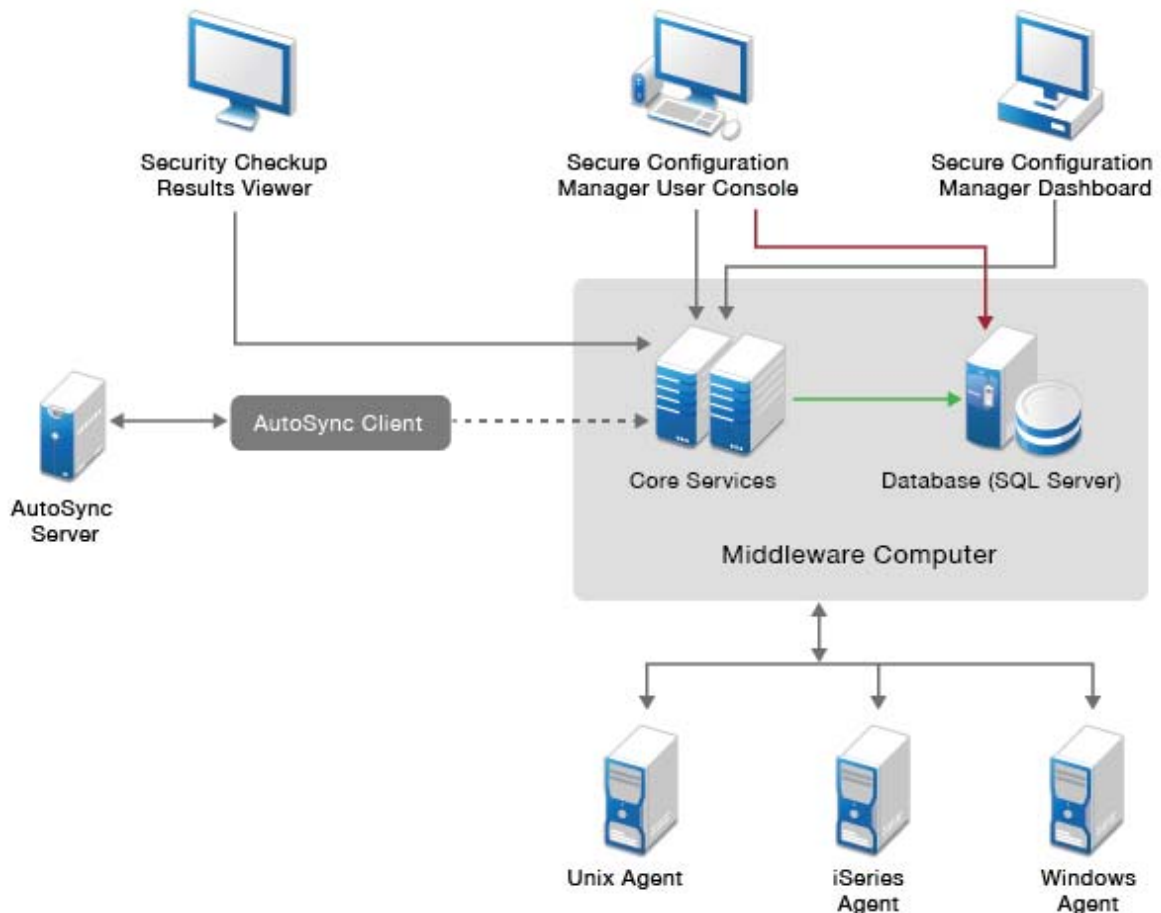 Security Checkup
Results Viewer
Secure Configuration
Manager User Console
Secure Configuration
Manager Dashboard
AutoSync Client
AutoSync
Server
Core Services
Database (SQL Server)
Middleware Computer
Unix Agent
iSeries
Agent
Windows
Agent